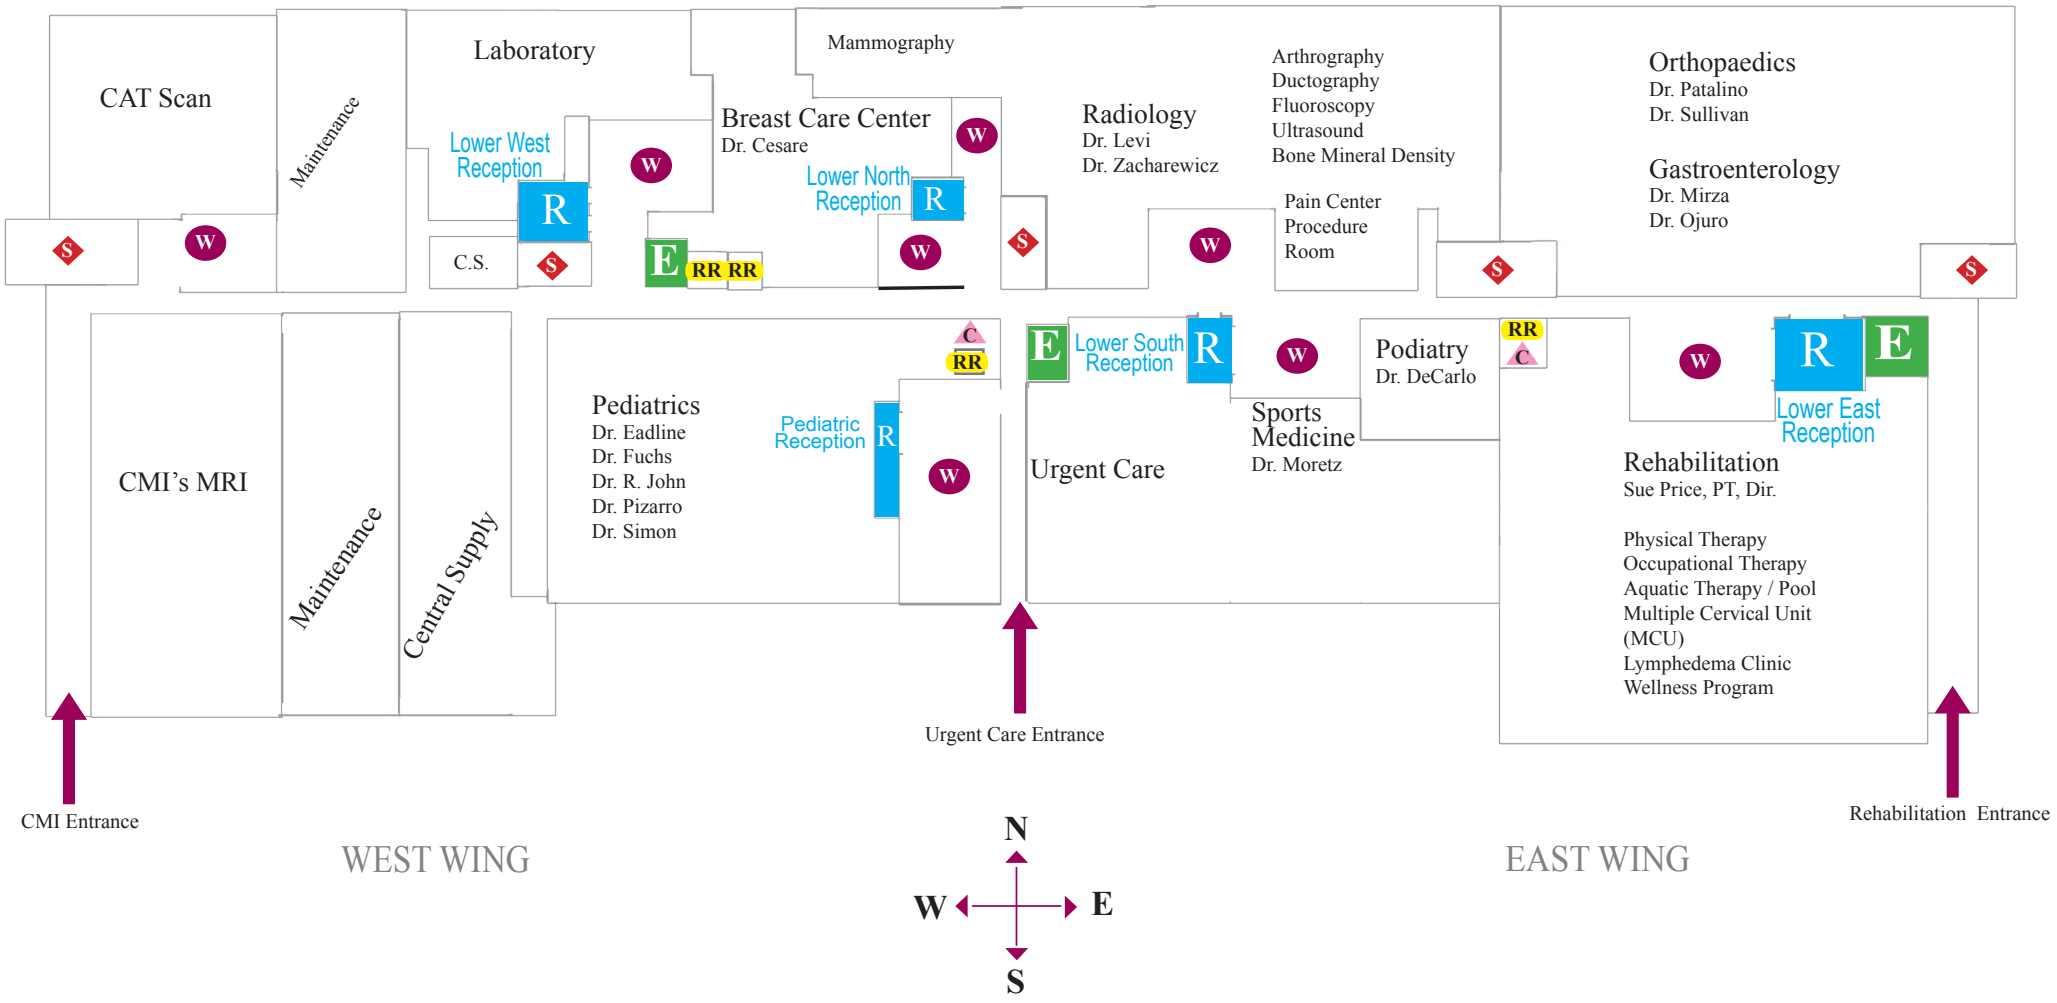 CAT Scan
Maintenance
Laboratory
Lower West
Reception
R
W
S
W
C.S.
S
E
RR
RR
Mammography
Breast Care Center
Dr. Cesare
Lower North
Reception
R
W
W
S
Radiology
Dr. Levi
Dr. Zacharewicz
Arthrography
Ductography
Fluoroscopy
Ultrasound
Bone Mineral Density
Pain Center
Procedure
Room
W
S
Orthopaedics
Dr. Patalino
Dr. Sullivan
Gastroenterology
Dr. Mirza
Dr. Ojuro
S
CMI's MRI
Maintenance
Central Supply
Pediatrics
Dr. Eadline
Dr. Fuchs
Dr. R. John
Dr. Pizarro
Dr. Simon
Pediatric
Reception
R
C
RR
W
E
Lower South
Reception
R
W
Urgent Care
Sports
Medicine
Dr. Moretz
Podiatry
Dr. DeCarlo
RR
C
W
R
E
Lower East
Reception
Rehabilitation
Sue Price, PT, Dir.
Physical Therapy
Occupational Therapy
Aquatic Therapy / Pool
Multiple Cervical Unit
(MCU)
Lymphedema Clinic
Wellness Program
Urgent Care Entrance
CMI Entrance
Rehabilitation Entrance
WEST WING
EAST WING
N
W
E
S